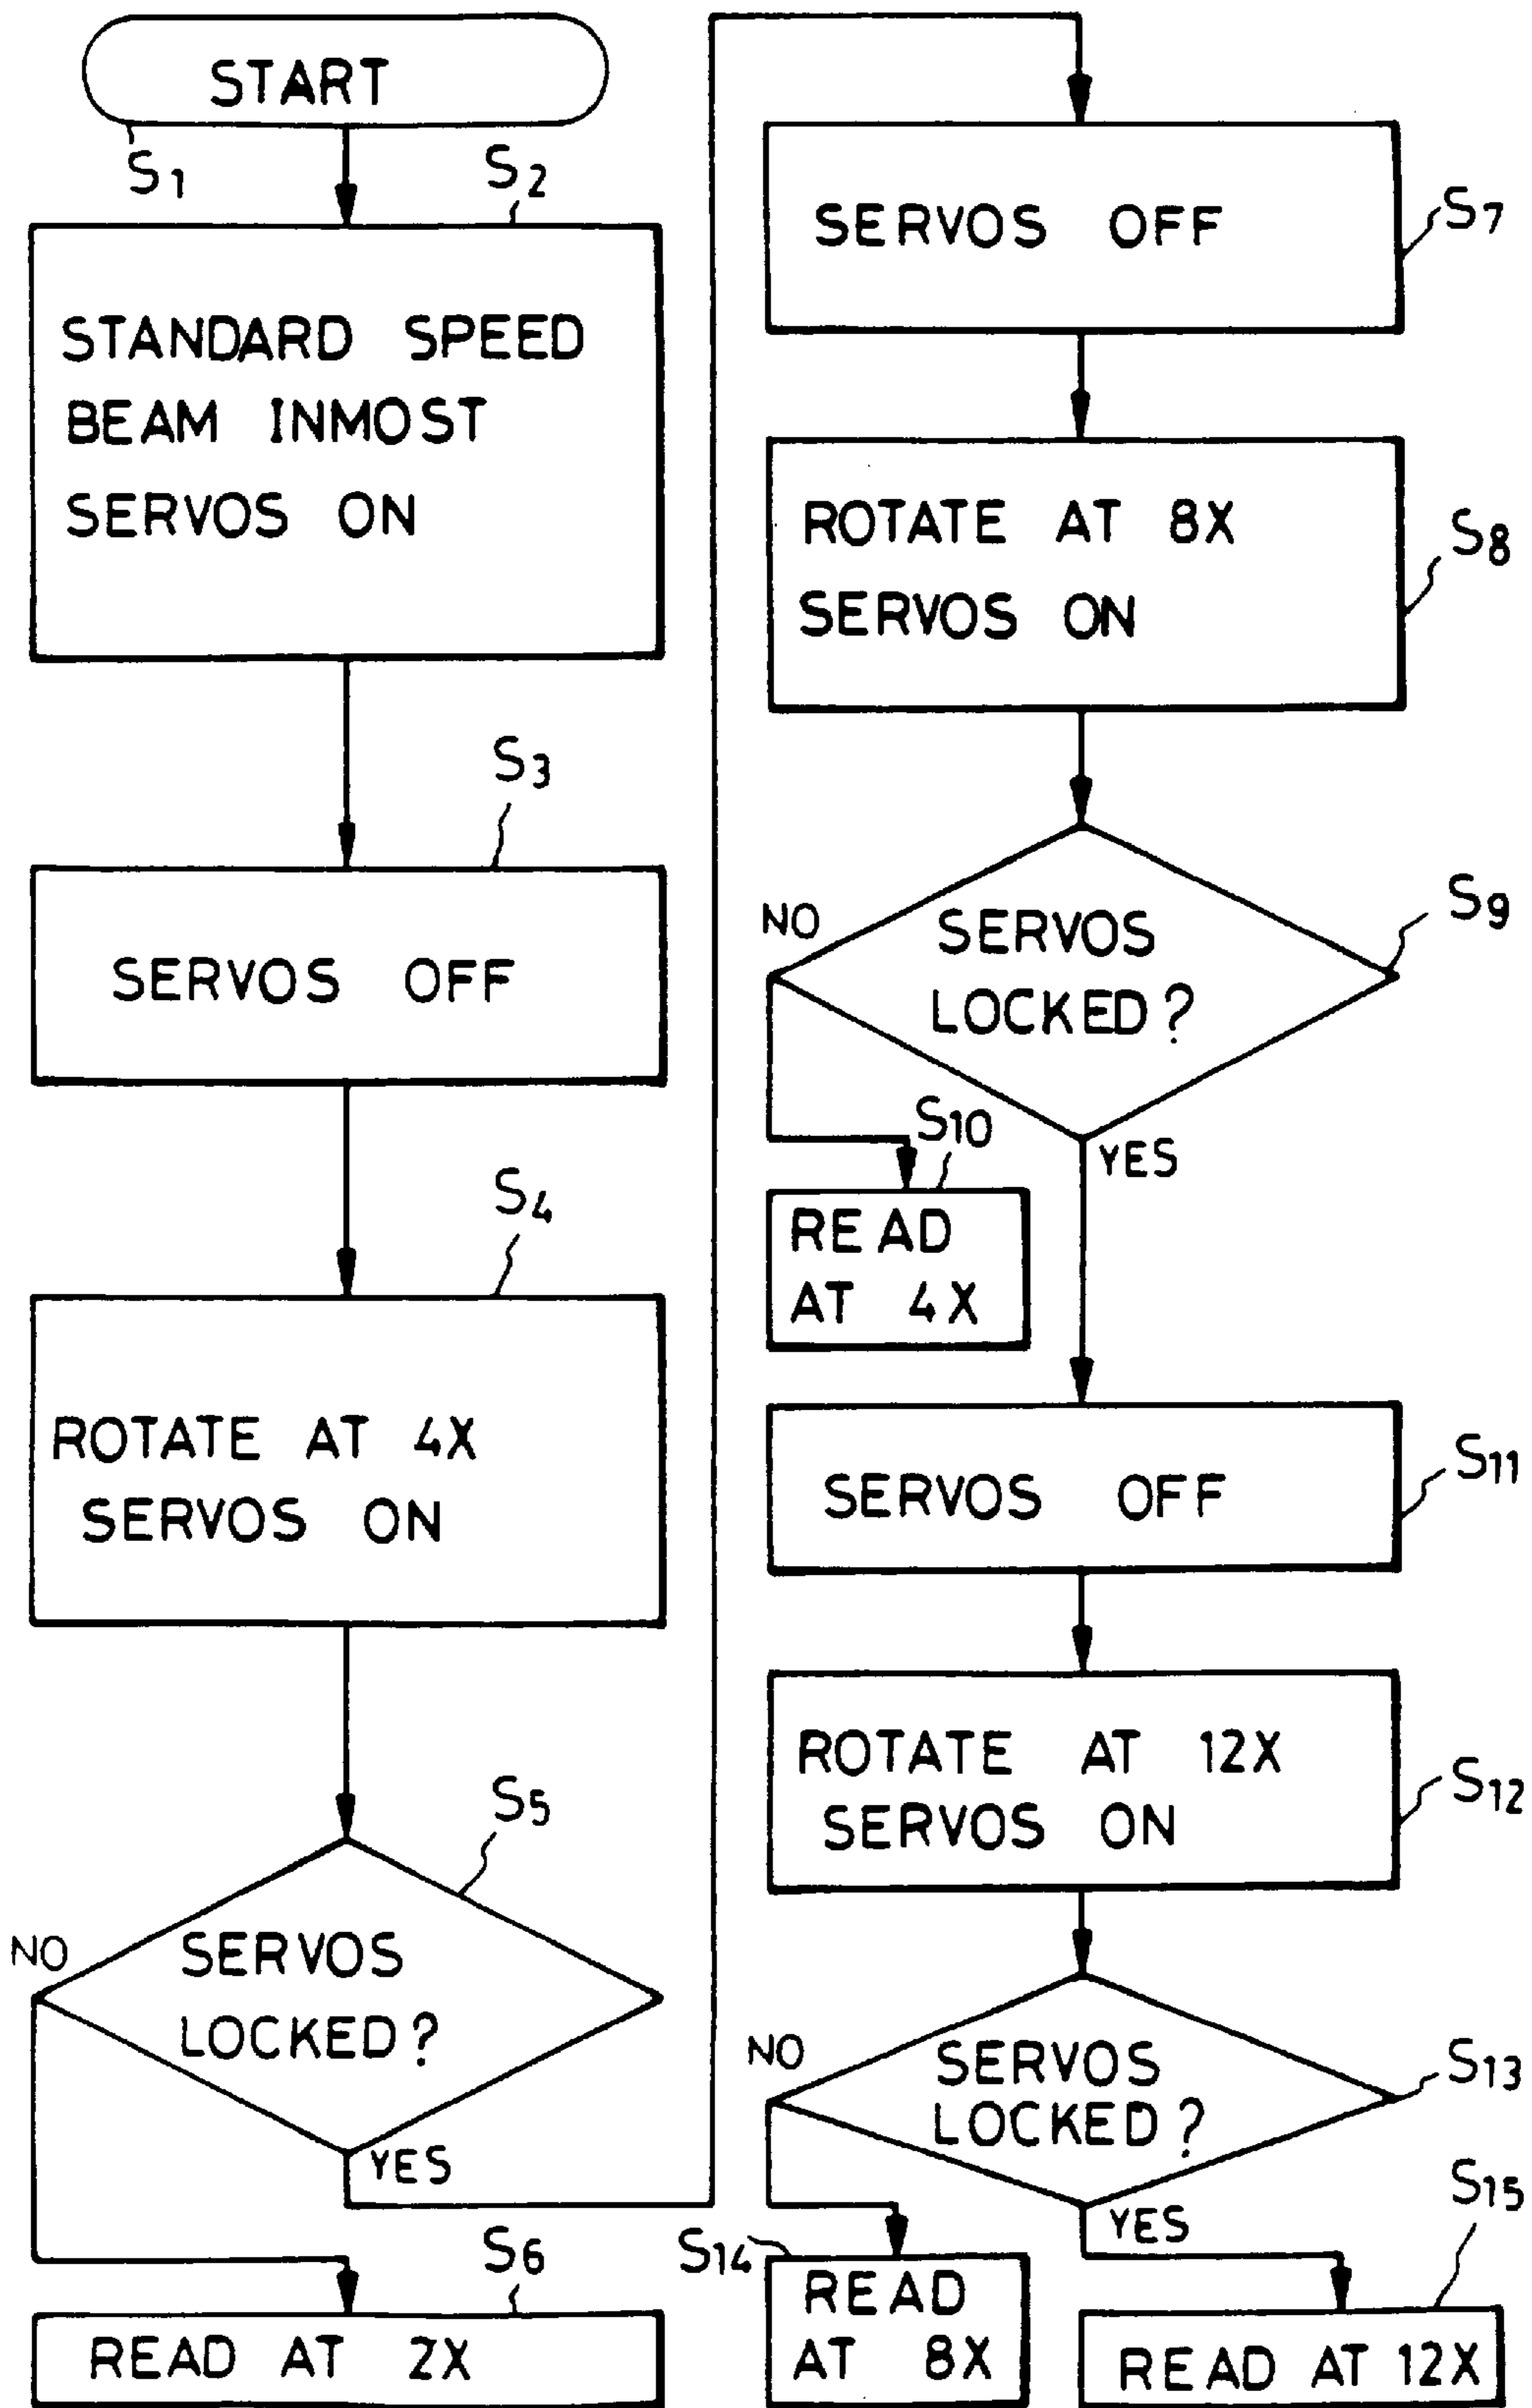 START
S1
S2
STANDARD SPEED
BEAM INMOST
SERVOS ON
S3
SERVOS OFF
S4
ROTATE AT 4X
SERVOS ON
S5
NO
SERVOS
LOCKED?
YES
S6
READ AT 2X
SERVOS OFF
S7
ROTATE AT 8X
SERVOS ON
S8
NO
SERVOS
LOCKED?
S9
YES
S10
READ
AT 4X
SERVOS OFF
S11
ROTATE AT 12X
SERVOS ON
S12
NO
SERVOS
LOCKED?
S13
YES
S14
READ
AT 8X
S15
READ AT 12X